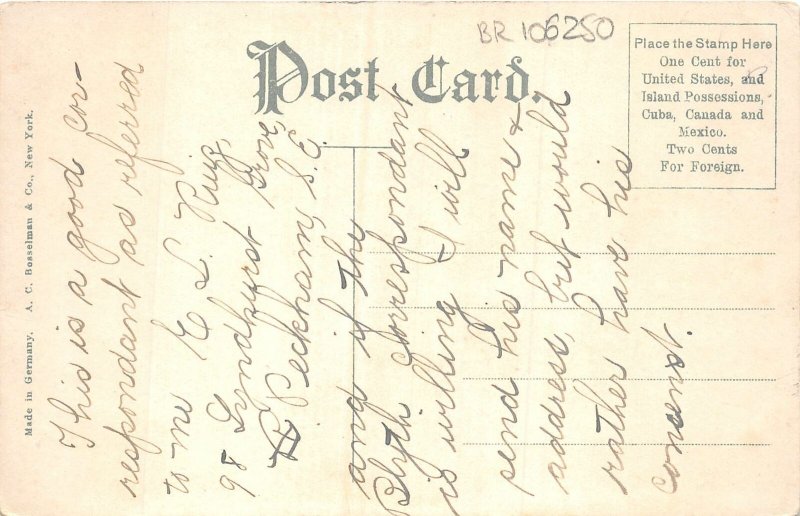 BR 106250
Post Card.
Place the Stamp Here
One Cent for
United States, and
Island Possessions,
Cuba, Canada and
Mexico.
Two Cents
For Foreign.
Made in Germany. A. C. Bosselman & Co., New York.
This is a good cor-
respondant as referred
to me E L King,
98 Lyndhurst Grove,
Peckham, S. E.
and if the
Blyth correspondant
is willing I will
send his name &
address, but would
rather have his
consnst.